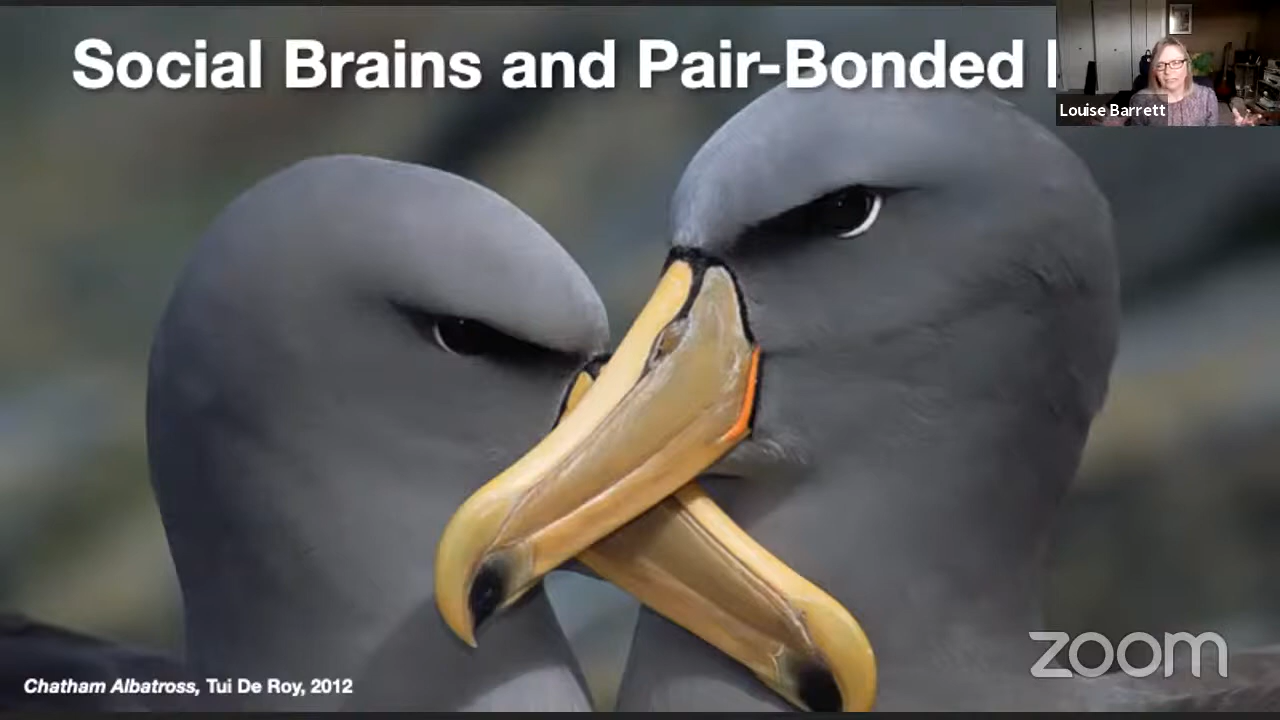 Social Brains and Pair-Bonded
Louise Barrett
zoom
Chatham Albatross, Tui De Roy, 2012